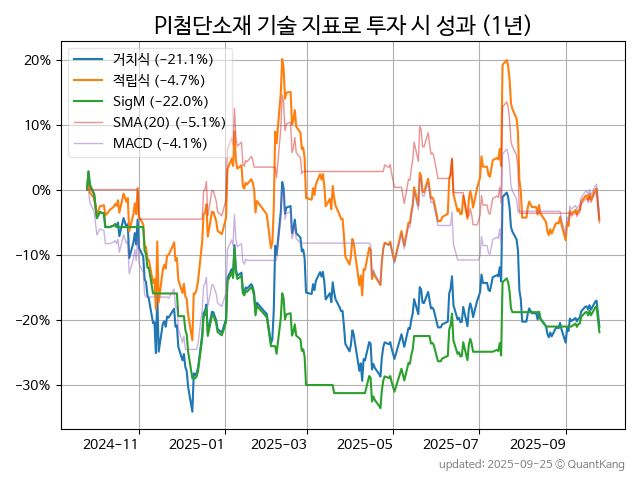 PI첨단소재 기술 지표로 투자 시 성과 (1년)
거치식 (−21.1%)
적립식 (−4.7%)
SigM (−22.0%)
SMA(20) (−5.1%)
MACD (−4.1%)
20%
10%
0%
−10%
−20%
−30%
2024-11 2025-01 2025-03 2025-05 2025-07 2025-09
updated: 2025-09-25 © QuantKang